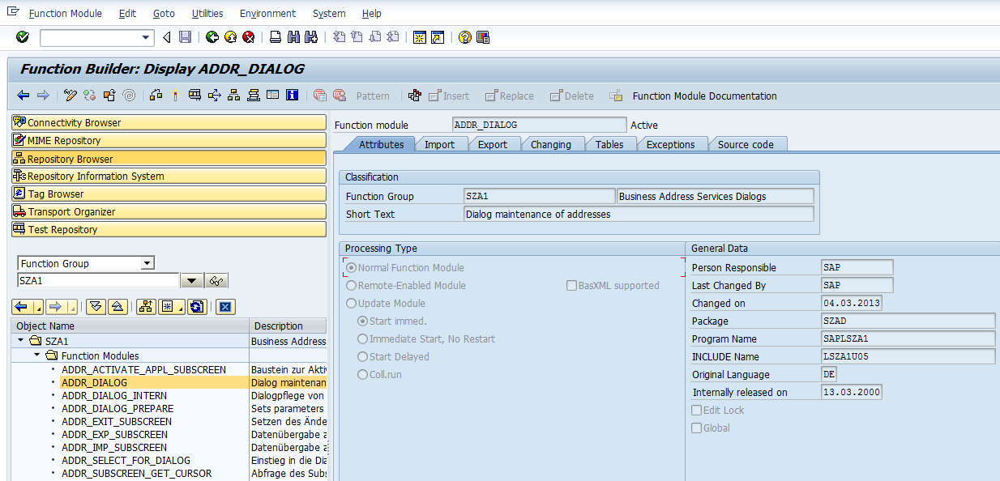 Function Module Edit Goto Utilities Environment System Help
Function Builder: Display ADDR_DIALOG
Pattern Insert Replace Delete Function Module Documentation
Connectivity Browser
MIME Repository
Repository Browser
Repository Information System
Tag Browser
Transport Organizer
Test Repository
Function Group
SZA1
Object Name Description
SZA1 Business Address
Function Modules
ADDR_ACTIVATE_APPL_SUBSCREEN Baustein zur Akti
ADDR_DIALOG Dialog maintenan
ADDR_DIALOG_INTERN Dialogpflege von
ADDR_DIALOG_PREPARE Sets parameters
ADDR_EXIT_SUBSCREEN Setzen des Ände
ADDR_EXP_SUBSCREEN Datenübergabe a
ADDR_IMP_SUBSCREEN Datenübergabe a
ADDR_SELECT_FOR_DIALOG Einstieg in die Dia
ADDR_SUBSCREEN_GET_CURSOR Abfrage des Subs
Function module ADDR_DIALOG Active
Attributes Import Export Changing Tables Exceptions Source code
Classification
Function Group SZA1 Business Address Services Dialogs
Short Text Dialog maintenance of addresses
Processing Type
Normal Function Module
Remote-Enabled Module BasXML supported
Update Module
Start immed.
Immediate Start, No Restart
Start Delayed
Coll.run
General Data
Person Responsible SAP
Last Changed By SAP
Changed on 04.03.2013
Package SZAD
Program Name SAPLSZA1
INCLUDE Name LSZA1U05
Original Language DE
Internally released on 13.03.2000
Edit Lock
Global